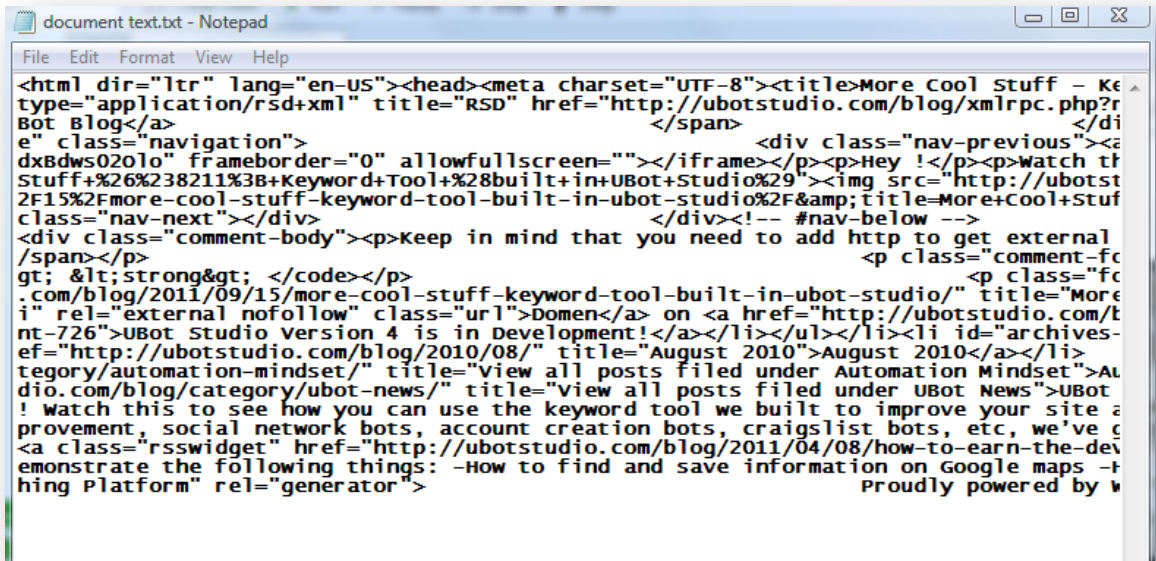 document text.txt - Notepad
File Edit Format View Help
<html dir="ltr" lang="en-US"><head><meta charset="UTF-8"><title>More Cool Stuff – Ke
type="application/rsd+xml" title="RSD" href="http://ubotstudio.com/blog/xmlrpc.php?r
Bot Blog</a> </span> </di
e" class="navigation"> <div class="nav-previous"><a
dxBdws02Olo" frameborder="0" allowfullscreen=""></iframe></p><p>Hey !</p><p>Watch th
Stuff+%26%238211%3B+Keyword+Tool+%28built+in+UBot+Studio%29"><img src="http://ubotst
2F15%2Fmore-cool-stuff-keyword-tool-built-in-ubot-studio%2F&amp;title=More+Cool+Stuf
class="nav-next"></div> </div><!-- #nav-below -->
<div class="comment-body"><p>Keep in mind that you need to add http to get external
/span></p> <p class="comment-fo
gt; &lt;strong&gt; </code></p> <p class="fo
.com/blog/2011/09/15/more-cool-stuff-keyword-tool-built-in-ubot-studio/" title="More
i" rel="external nofollow" class="url">Domen</a> on <a href="http://ubotstudio.com/b
nt-726">UBot Studio Version 4 is in Development!</a></li></ul></li><li id="archives-
ef="http://ubotstudio.com/blog/2010/08/" title="August 2010">August 2010</a></li>
tegory/automation-mindset/" title="View all posts filed under Automation Mindset">Au
dio.com/blog/category/ubot-news/" title="View all posts filed under UBot News">UBot
! Watch this to see how you can use the keyword tool we built to improve your site a
provement, social network bots, account creation bots, craigslist bots, etc, we've g
<a class="rsswidget" href="http://ubotstudio.com/blog/2011/04/08/how-to-earn-the-dev
emonstrate the following things: -How to find and save information on Google maps -H
hing Platform" rel="generator"> Proudly powered by W